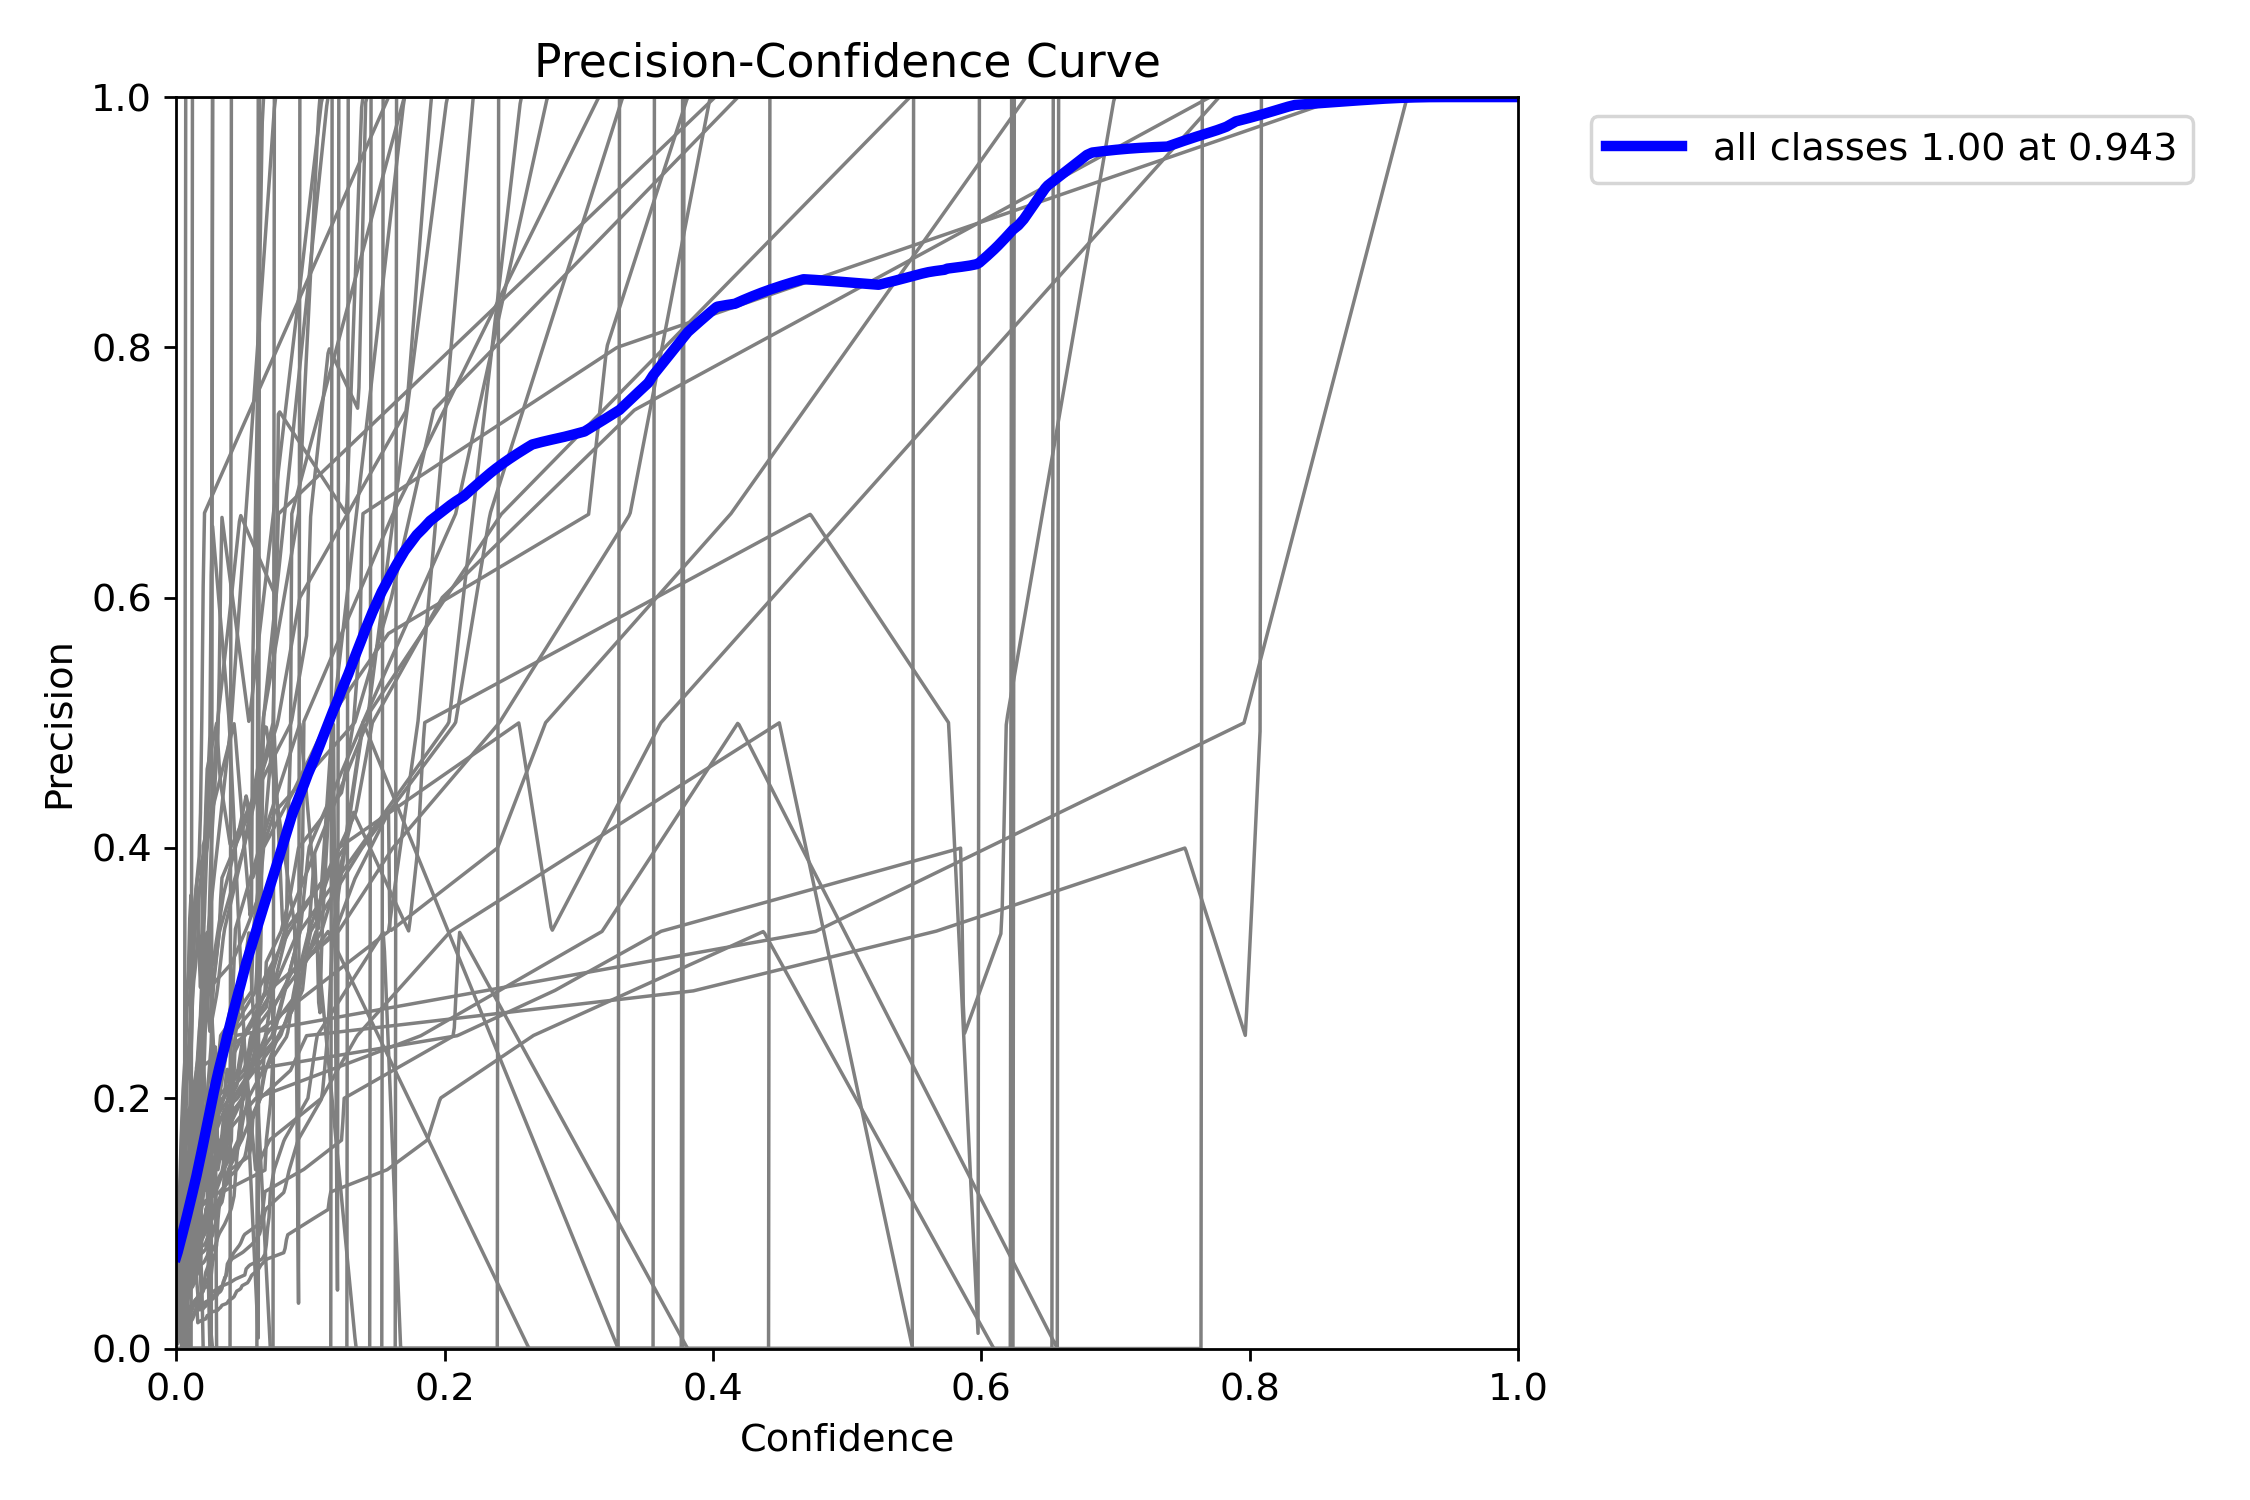 Precision-Confidence Curve
all classes 1.00 at 0.943
1.0
0.8
0.6
0.4
0.2
0.0
Precision
0.0 0.2 0.4 0.6 0.8 1.0
Confidence